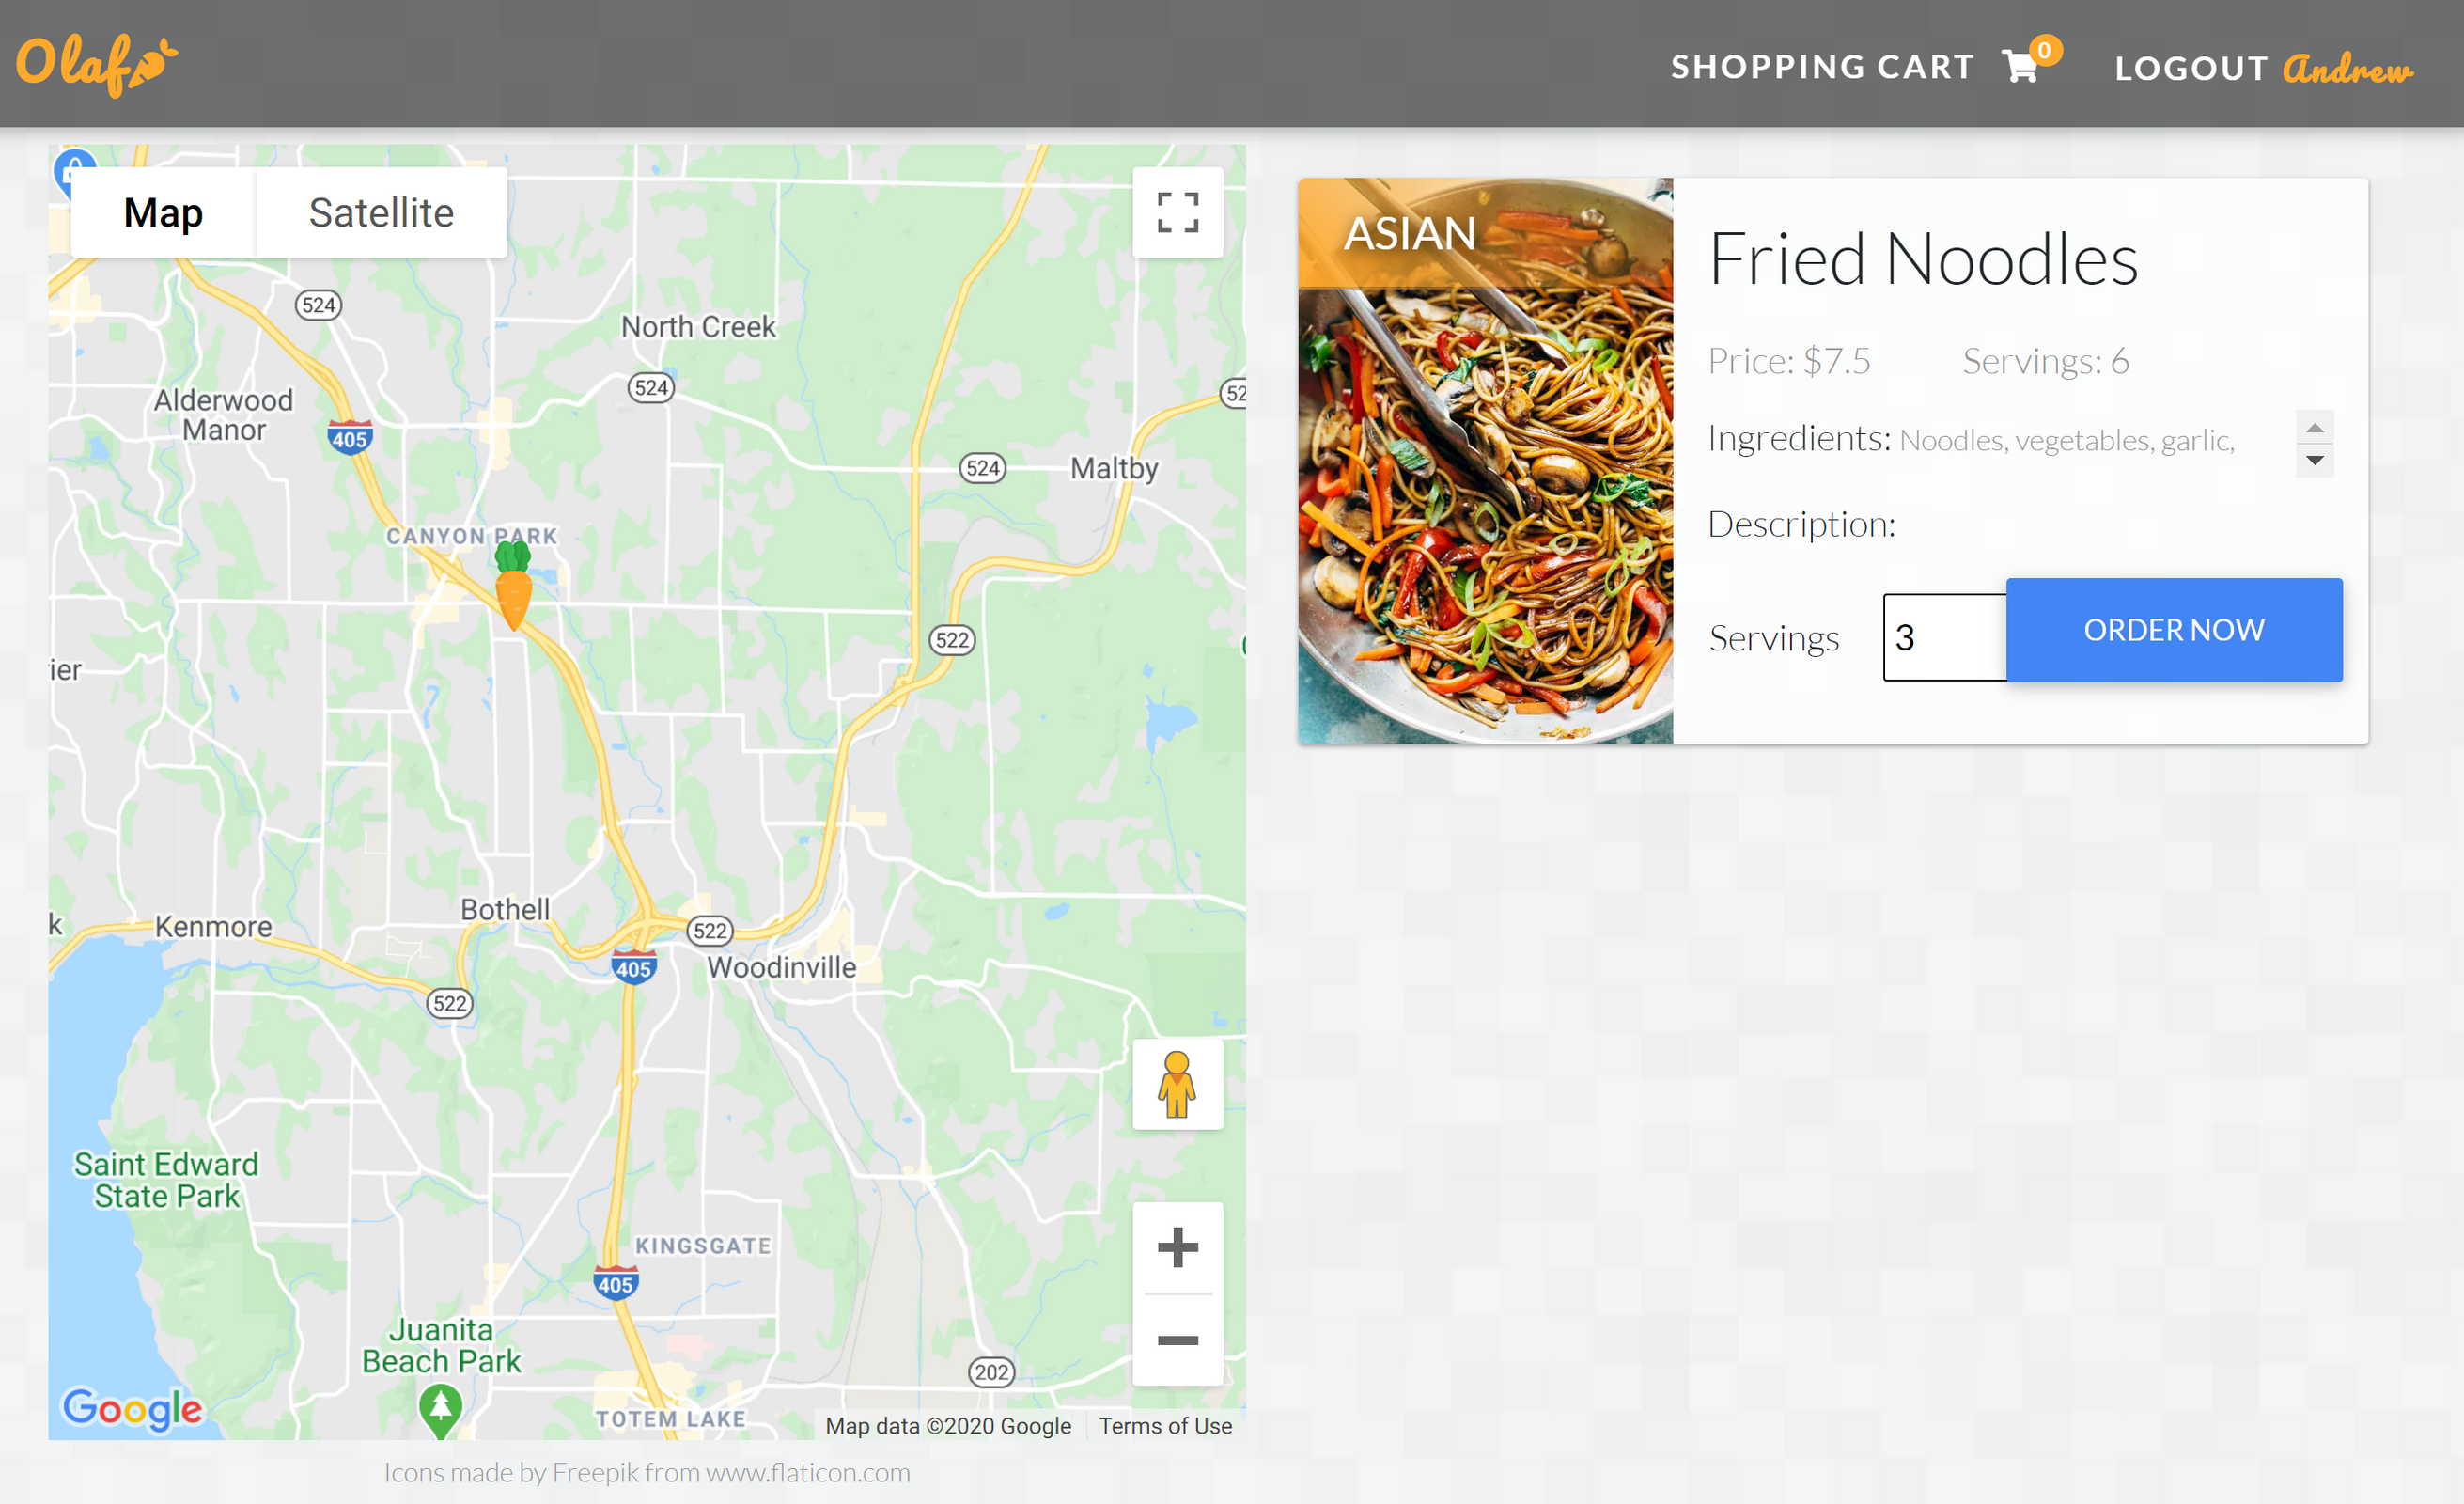 Olaf
SHOPPING CART 0
LOGOUT Andrew
Map
Satellite
524
North Creek
524
Alderwood
Manor
405
52
524
Maltby
CANYON PARK
522
ier
Bothell
k
Kenmore
522
405
Woodinville
522
Saint Edward
State Park
KINGSGATE
405
Juanita
Beach Park
202
Google
TOTEM LAKE
Map data ©2020 Google
Terms of Use
Icons made by Freepik from www.flaticon.com
ASIAN
Fried Noodles
Price: $7.5
Servings: 6
Ingredients: Noodles, vegetables, garlic,
Description:
Servings
3
ORDER NOW